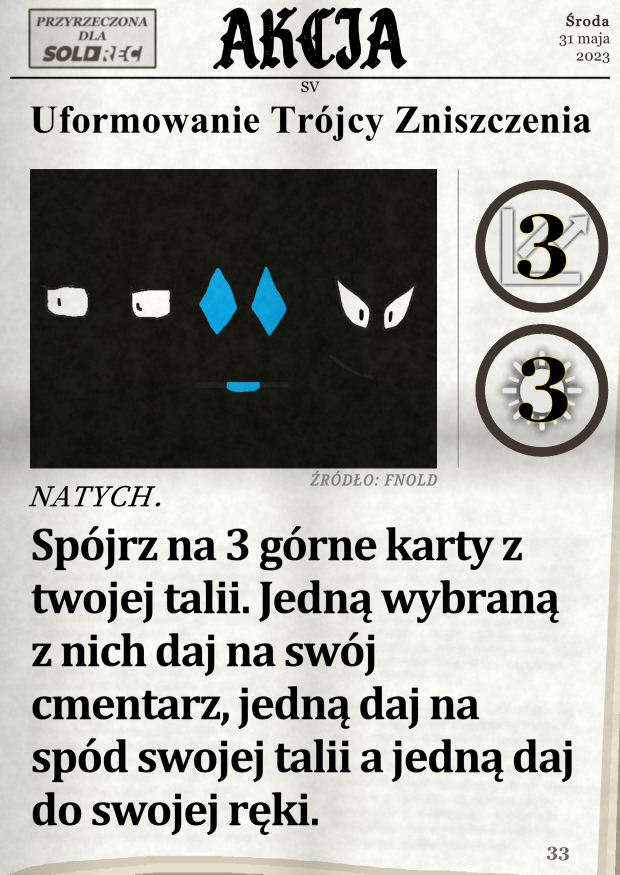 PRZYRZECZONA
DLA
SOLDREC
AKCJA
Środa
31 maja
2023
SV
Uformowanie Trójcy Zniszczenia
3
3
ŹRÓDŁO: FNOLD
NATYCH.
Spójrz na 3 górne karty z
twojej talii. Jedną wybraną
z nich daj na swój
cmentarz, jedną daj na
spód swojej talii a jedną daj
do swojej ręki.
33